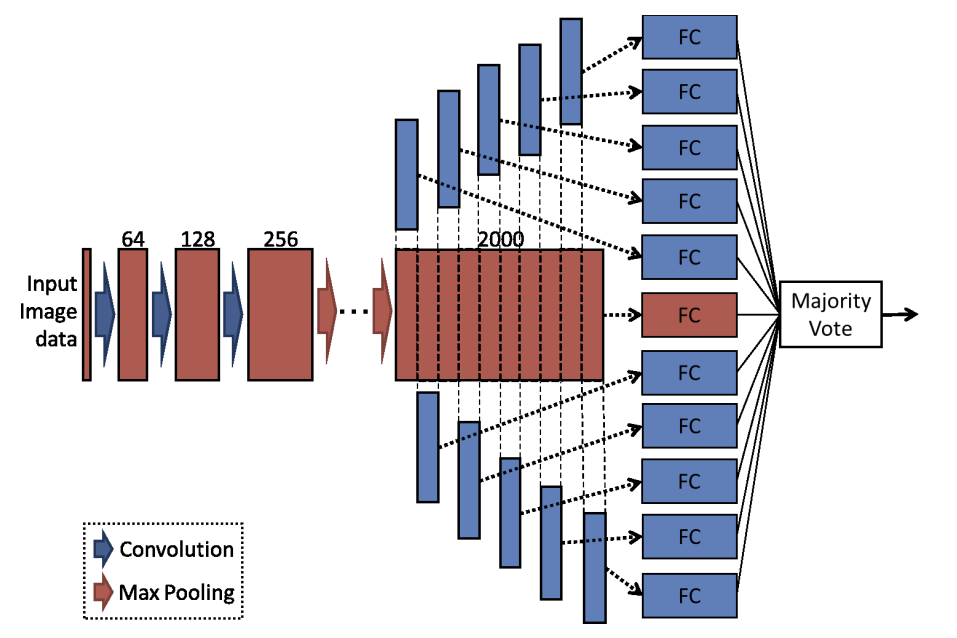 FC
FC
FC
FC
64 128 256 2000
FC
Input
Image
data
FC
Majority
Vote
FC
FC
FC
FC
FC
Convolution
Max Pooling